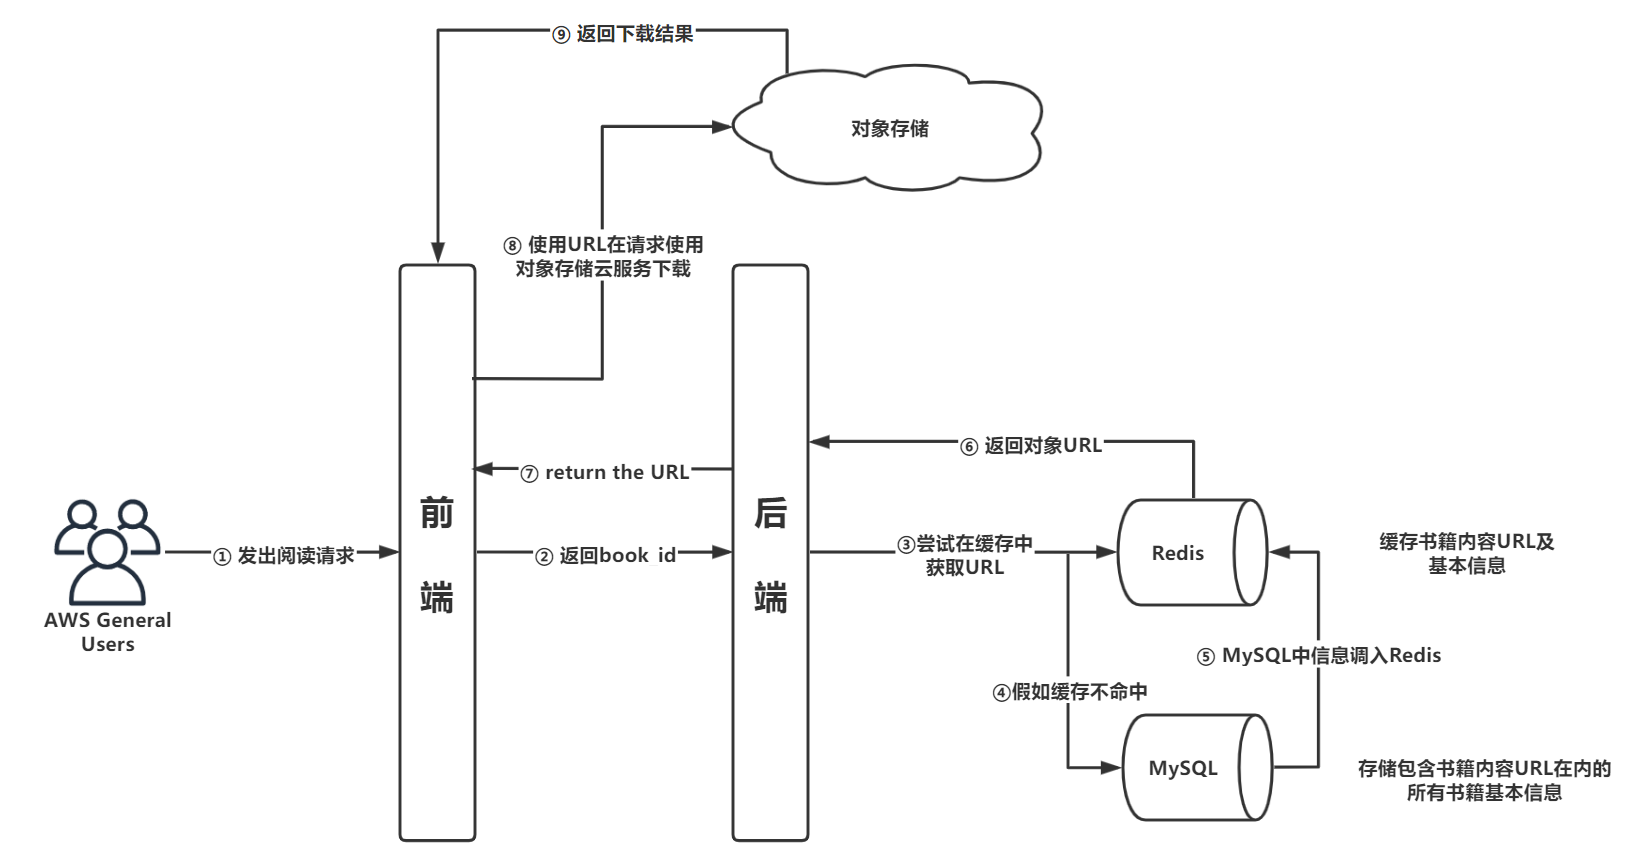 ⑨ 返回下载结果
对象存储
⑧ 使用URL在请求使用
对象存储云服务下载
⑥ 返回对象URL
⑦ return the URL
前
端
后
端
① 发出阅读请求
② 返回book_id
③尝试在缓存中
获取URL
Redis
缓存书籍内容URL及
基本信息
AWS General
Users
⑤ MySQL中信息调入Redis
④假如缓存不命中
MySQL
存储包含书籍内容URL在内的
所有书籍基本信息